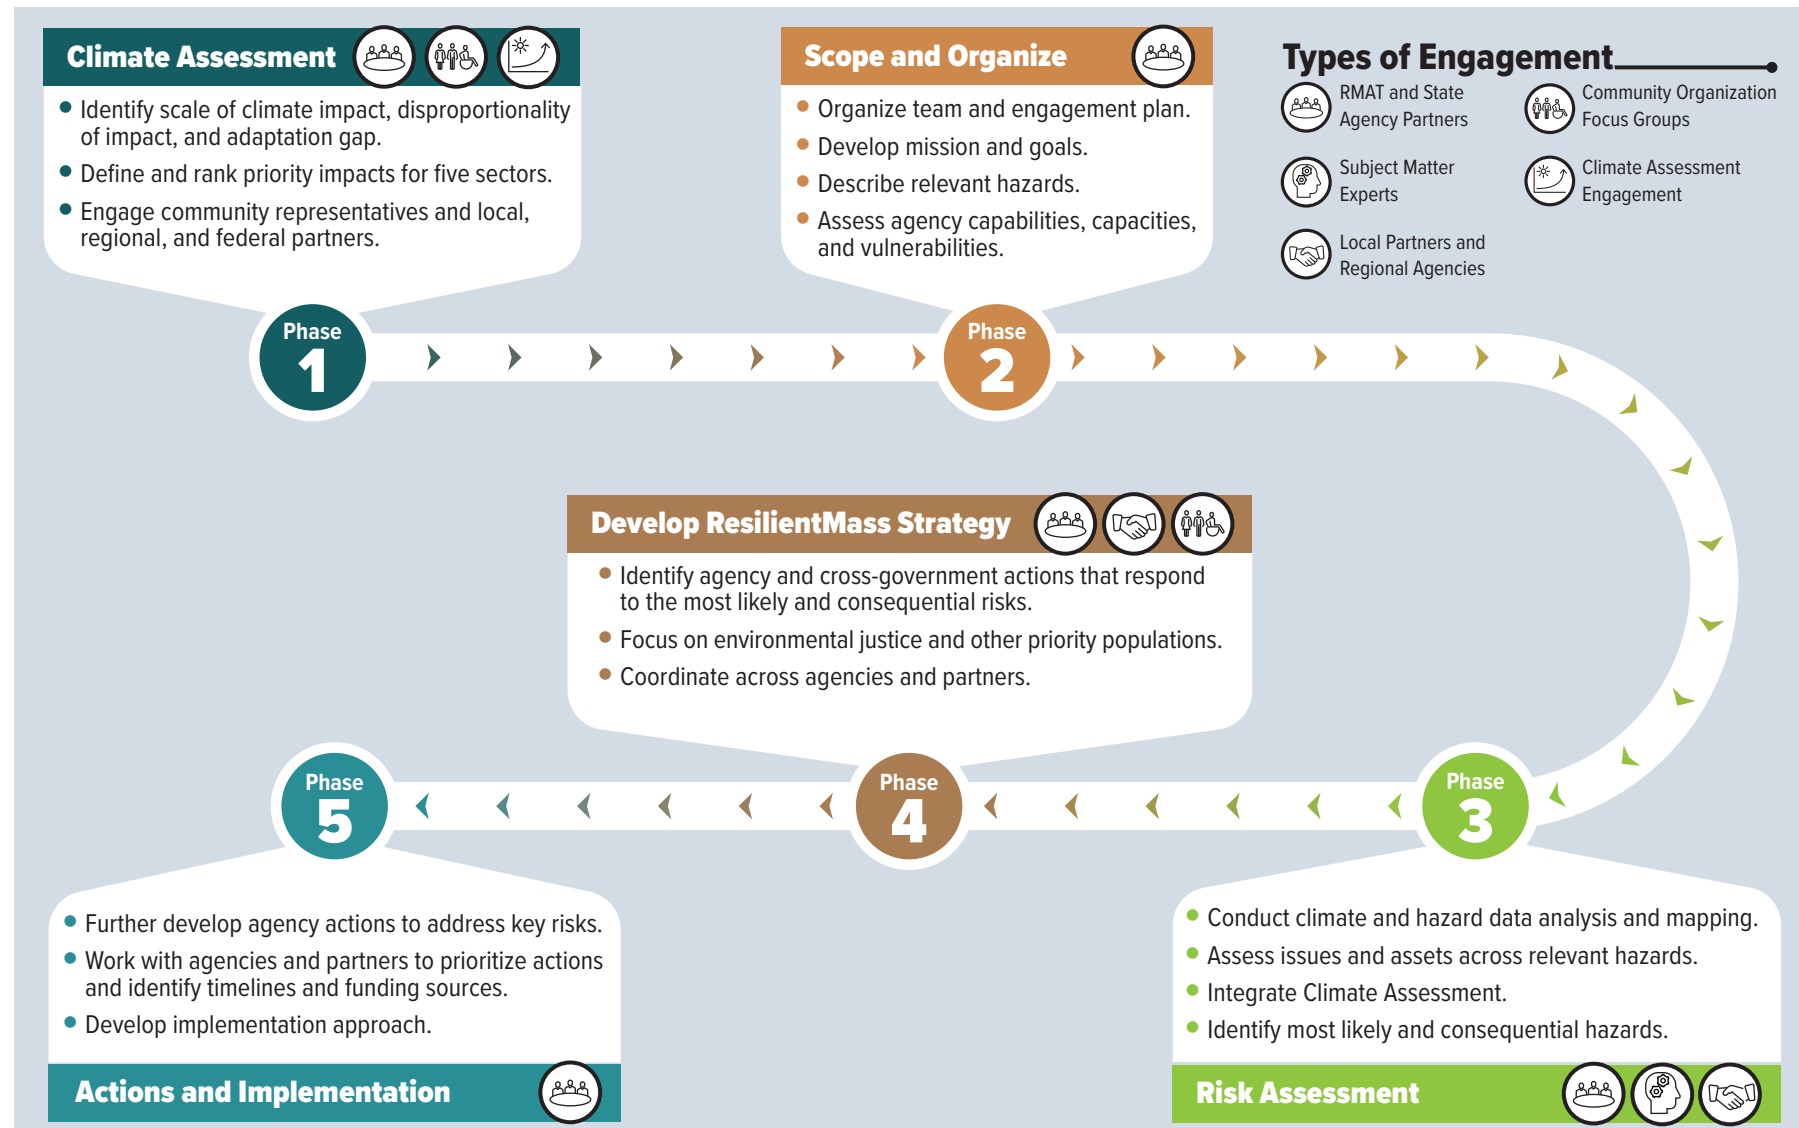 Climate Assessment
Identify scale of climate impact, disproportionality
of impact, and adaptation gap.
Define and rank priority impacts for five sectors.
Engage community representatives and local,
regional, and federal partners.
Phase
1
Scope and Organize
Organize team and engagement plan.
Develop mission and goals.
Describe relevant hazards.
Assess agency capabilities, capacities,
and vulnerabilities.
Phase
2
Types of Engagement
RMAT and State
Agency Partners
Community Organization
Focus Groups
Subject Matter
Experts
Climate Assessment
Engagement
Local Partners and
Regional Agencies
Develop ResilientMass Strategy
Identify agency and cross-government actions that respond
to the most likely and consequential risks.
Focus on environmental justice and other priority populations.
Coordinate across agencies and partners.
Phase
5
Phase
4
Phase
3
Further develop agency actions to address key risks.
Work with agencies and partners to prioritize actions
and identify timelines and funding sources.
Develop implementation approach.
Actions and Implementation
Conduct climate and hazard data analysis and mapping.
Assess issues and assets across relevant hazards.
Integrate Climate Assessment.
Identify most likely and consequential hazards.
Risk Assessment